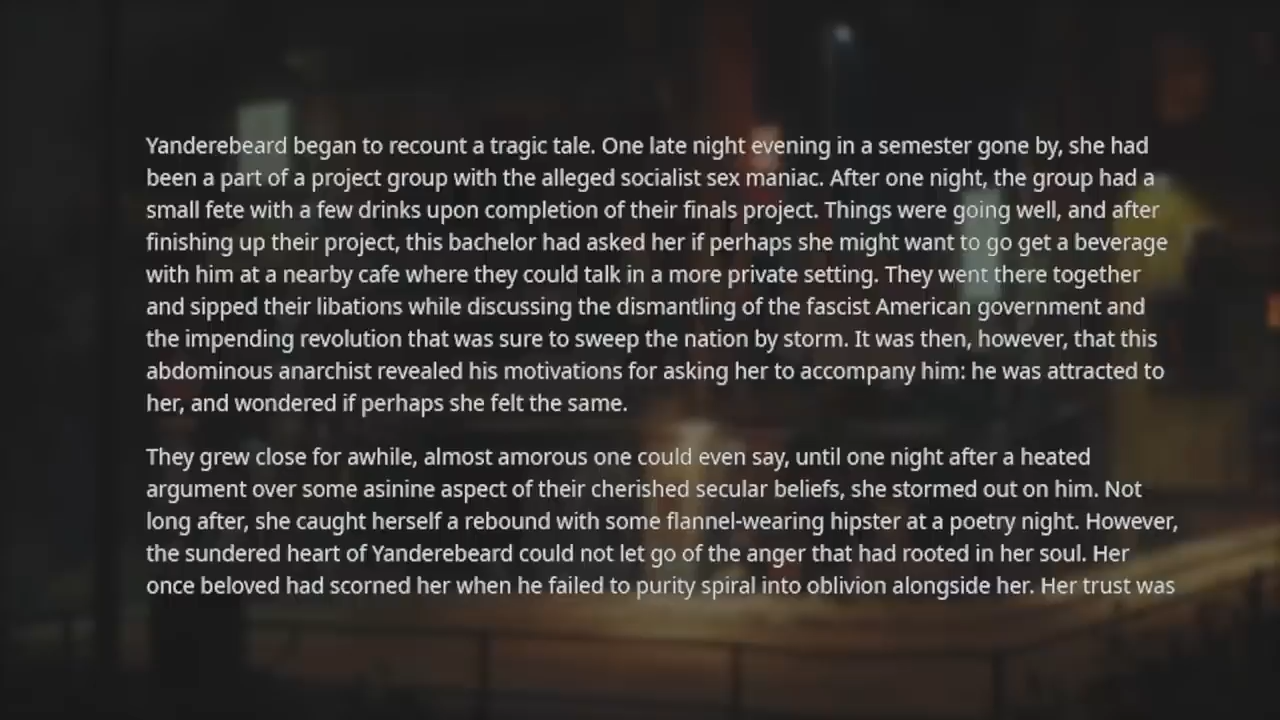 Yanderebeard began to recount a tragic tale. One late night evening in a semester gone by, she had
been a part of a project group with the alleged socialist sex maniac. After one night, the group had a
small fete with a few drinks upon completion of their finals project. Things were going well, and after
finishing up their project, this bachelor had asked her if perhaps she might want to go get a beverage
with him at a nearby cafe where they could talk in a more private setting. They went there together
and sipped their libations while discussing the dismantling of the fascist American government and
the impending revolution that was sure to sweep the nation by storm. It was then, however, that this
abdominous anarchist revealed his motivations for asking her to accompany him: he was attracted to
her, and wondered if perhaps she felt the same.
They grew close for awhile, almost amorous one could even say, until one night after a heated
argument over some asinine aspect of their cherished secular beliefs, she stormed out on him. Not
long after, she caught herself a rebound with some flannel-wearing hipster at a poetry night. However,
the sundered heart of Yanderebeard could not let go of the anger that had rooted in her soul. Her
once beloved had scorned her when he failed to purity spiral into oblivion alongside her. Her trust was